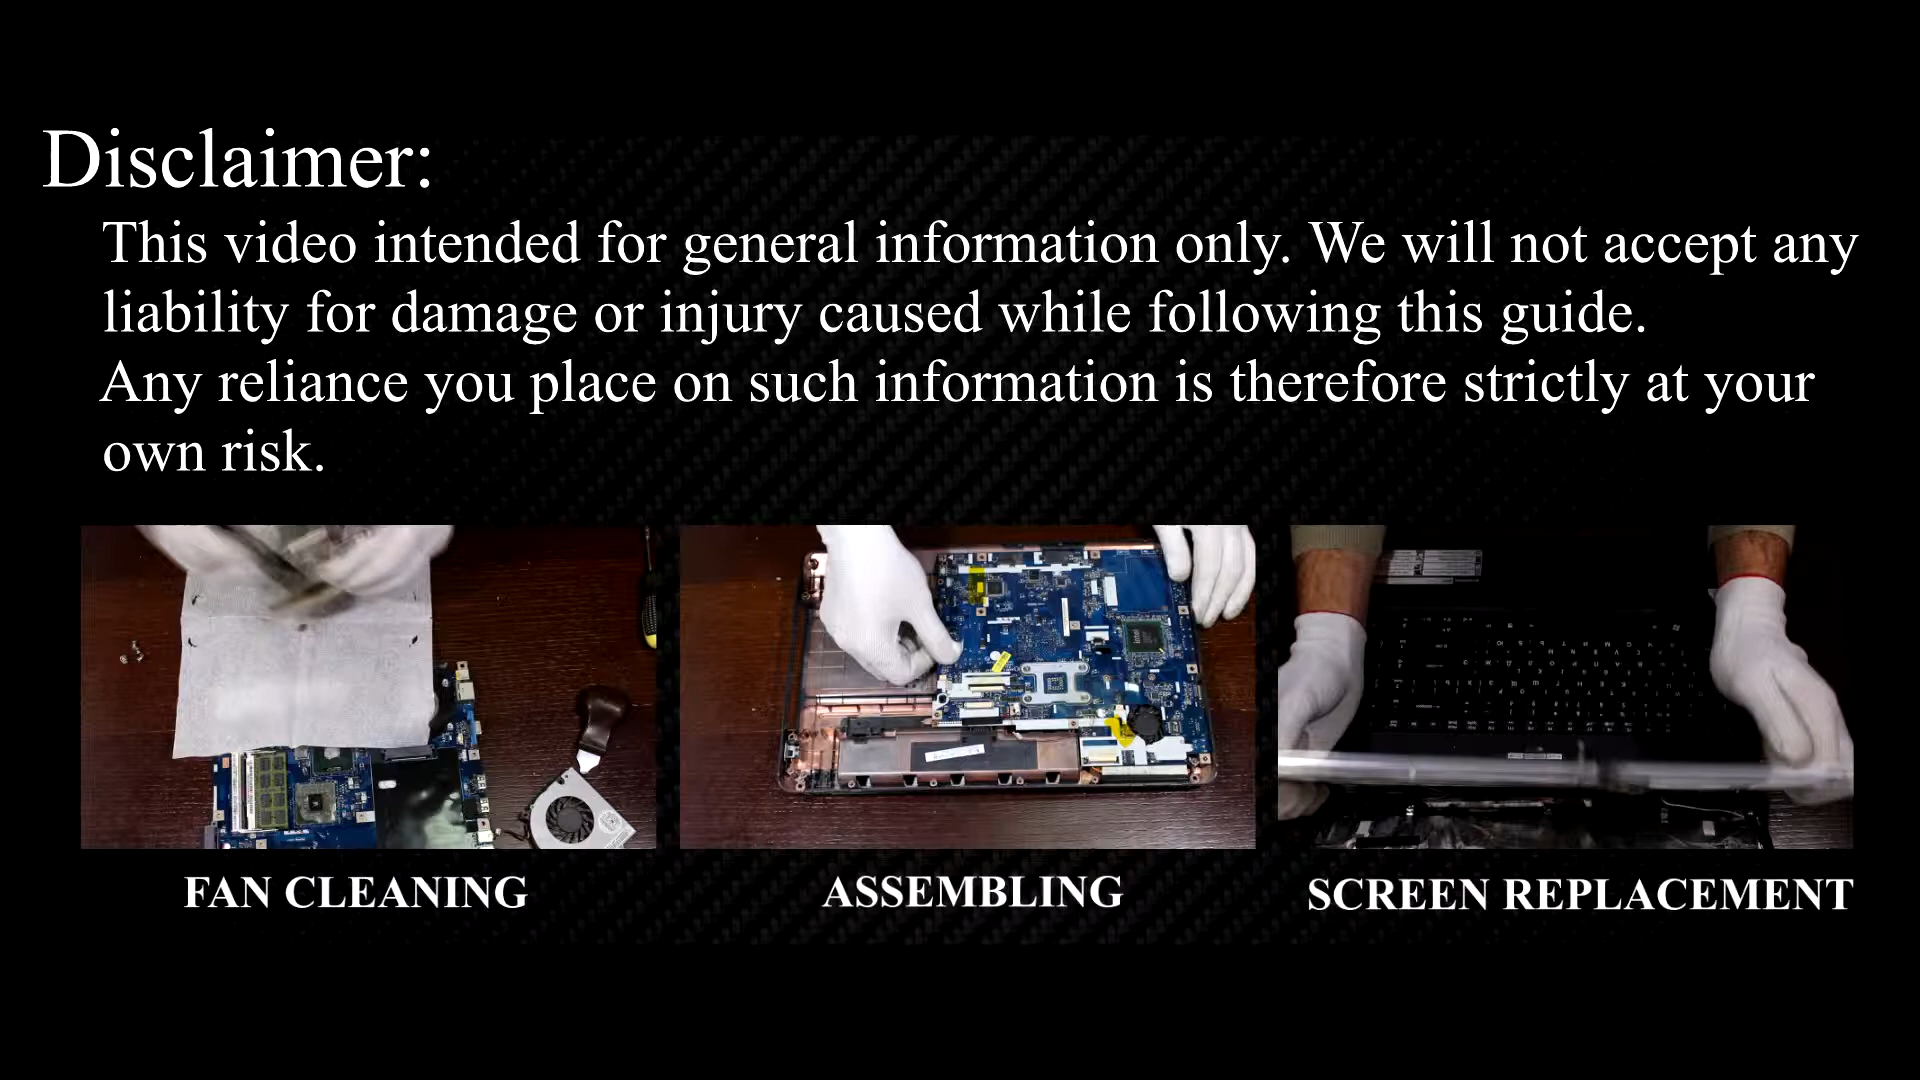 Disclaimer:
This video intended for general information only. We will not accept any
liability for damage or injury caused while following this guide.
Any reliance you place on such information is therefore strictly at your
own risk.
FAN CLEANING
ASSEMBLING
SCREEN REPLACEMENT